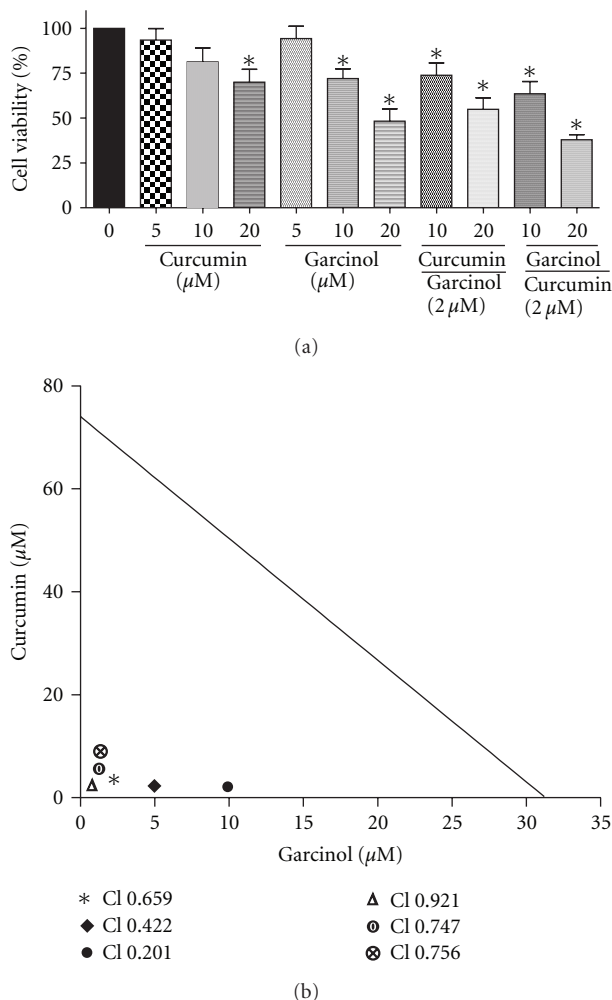 100
75
50
25
0
Cell viability (%)
* * * * * * *
0 5 10 20 5 10 20 10 20 10 20
Curcumin Garcinol Curcumin Garcinol
(µM) (µM) Garcinol Curcumin
(2 µM) (2 µM)
(a)
80
60
40
20
0
Curcumin (µM)
*
0 5 10 15 20 25 30 35
Garcinol (µM)
* Cl 0.659 Cl 0.921
Cl 0.422 Cl 0.747
Cl 0.201 Cl 0.756
(b)